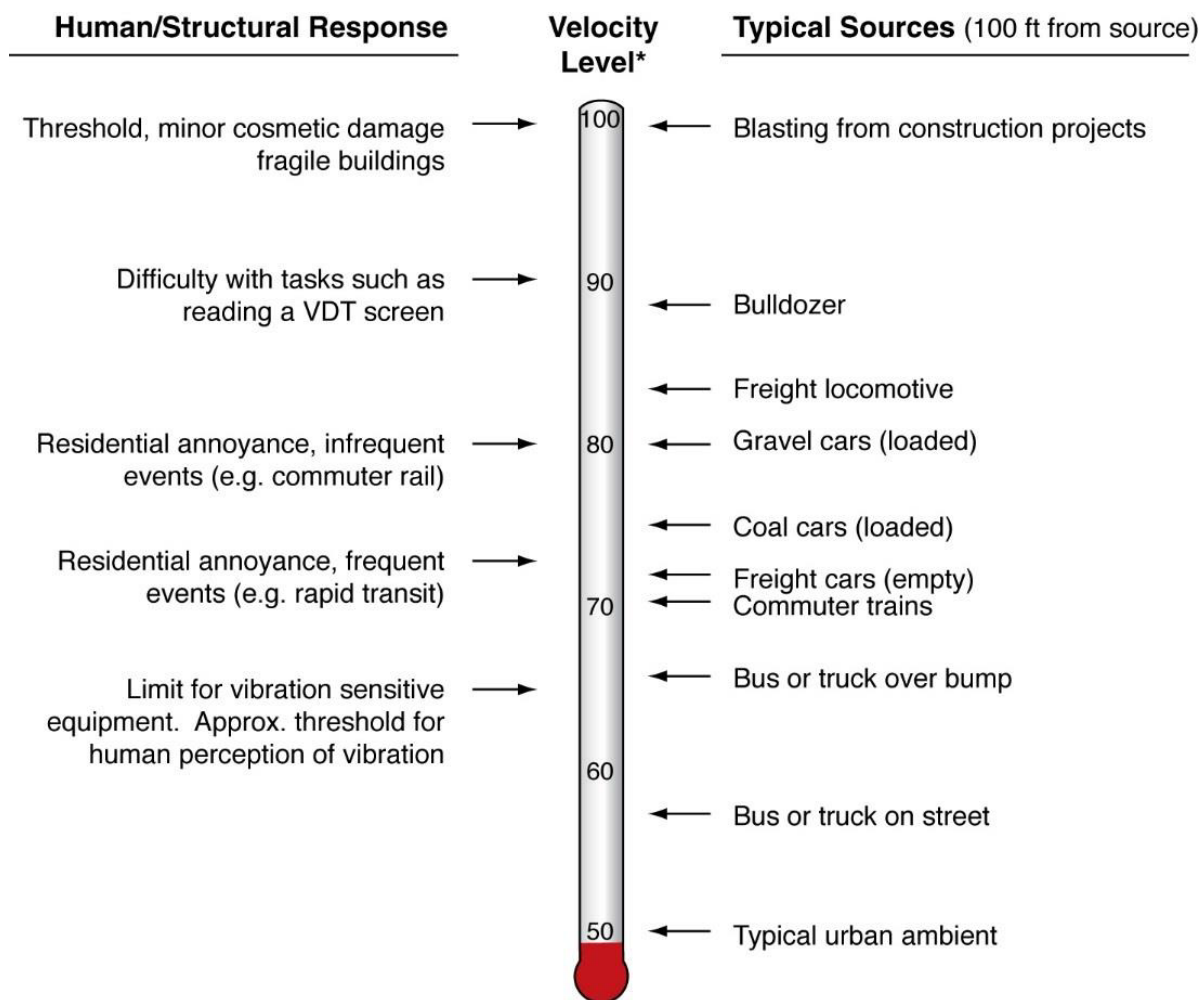 Human/Structural Response
Velocity
Level*
Typical Sources (100 ft from source)
Threshold, minor cosmetic damage
fragile buildings
100
Blasting from construction projects
Difficulty with tasks such as
reading a VDT screen
90
Bulldozer
Freight locomotive
Residential annoyance, infrequent
events (e.g. commuter rail)
80
Gravel cars (loaded)
Coal cars (loaded)
Residential annoyance, frequent
events (e.g. rapid transit)
Freight cars (empty)
70
Commuter trains
Limit for vibration sensitive
equipment. Approx. threshold for
human perception of vibration
Bus or truck over bump
60
Bus or truck on street
50
Typical urban ambient